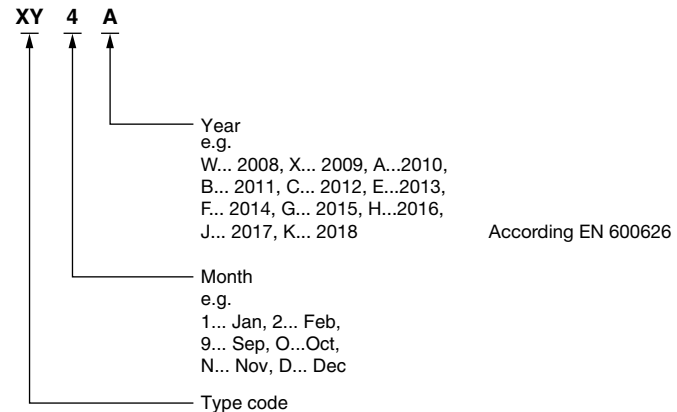 XY 4 A
Year
e.g.
W... 2008, X... 2009, A...2010,
B... 2011, C... 2012, E...2013,
F... 2014, G... 2015, H...2016,
J... 2017, K... 2018 According EN 600626
Month
e.g.
1... Jan, 2... Feb,
9... Sep, O...Oct,
N... Nov, D... Dec
Type code